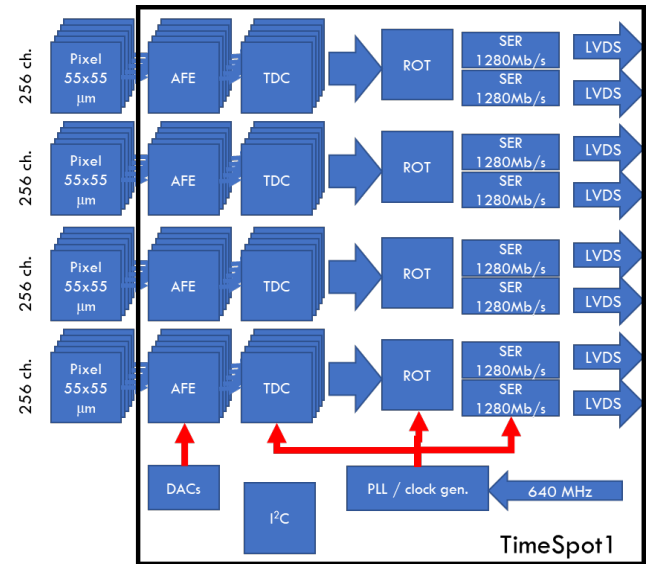 256 ch.
Pixel
55x55
µm
AFE
TDC
ROT
SER
1280Mb/s
SER
1280Mb/s
LVDS
LVDS
256 ch.
Pixel
55x55
µm
AFE
TDC
ROT
SER
1280Mb/s
SER
1280Mb/s
LVDS
LVDS
256 ch.
Pixel
55x55
µm
AFE
TDC
ROT
SER
1280Mb/s
SER
1280Mb/s
LVDS
LVDS
256 ch.
Pixel
55x55
µm
AFE
TDC
ROT
SER
1280Mb/s
SER
1280Mb/s
LVDS
LVDS
DACs
I²C
PLL / clock gen.
640 MHz
TimeSpot1